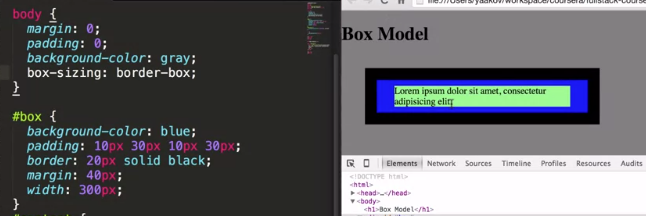 body {
margin: 0;
padding: 0;
background-color: gray;
box-sizing: border-box;
}
#box {
background-color: blue;
padding: 10px 30px 10px 30px;
border: 20px solid black;
margin: 40px;
width: 300px;
}
file:///Users/yaakov/workspace/coursera/fullstack-course
Box Model
Lorem ipsum dolor sit amet, consectetur
adipisicing elit
Elements Network Sources Timeline Profiles Resources Audits
<!DOCTYPE html>
<html>
▶<head>…</head>
▼<body>
<h1>Box Model</h1>